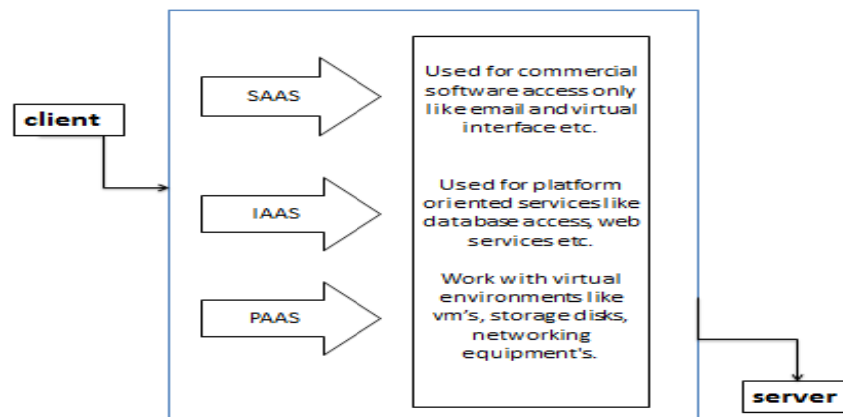 client
SAAS
Used for commercial
software access only
like email and virtual
interface etc.
IAAS
Used for platform
oriented services like
database access, web
services etc.
PAAS
Work with virtual
environments like
vm's, storage disks,
networking
equipment's.
server